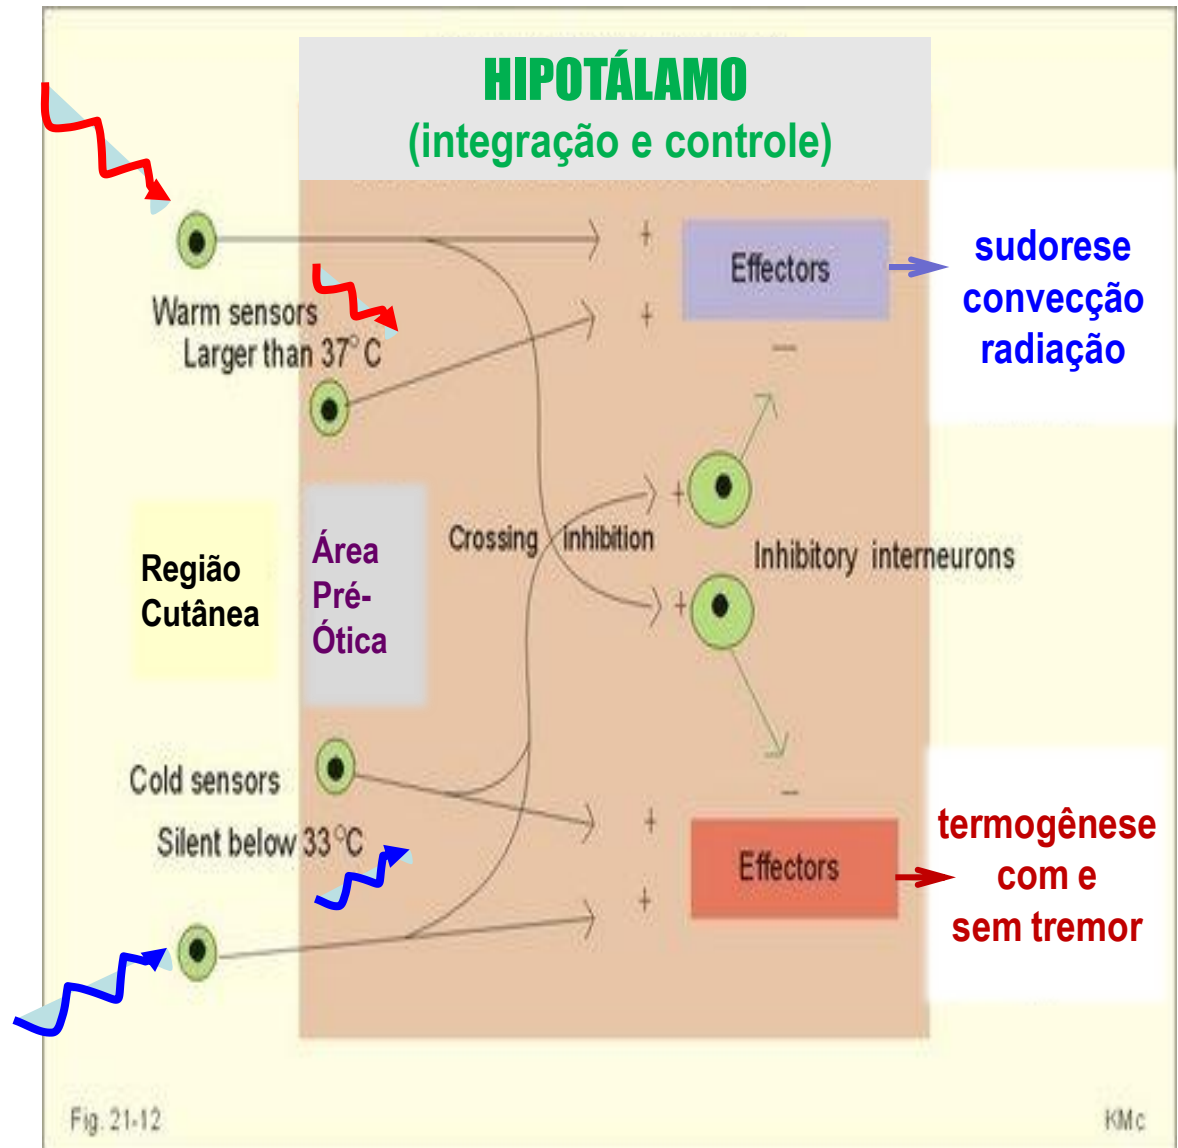 HIPOTÁLAMO
(integração e controle)
+
Effectors
sudorese
convecção
radiação
Warm sensors
Larger than 37°C
+
—
Região
Cutânea
Área
Pré-
Ótica
Crossing inhibition
+
Inhibitory interneurons
+
Cold sensors
Silent below 33°C
—
+
Effectors
+
termogênese
com e
sem tremor
Fig. 21-12
KMc